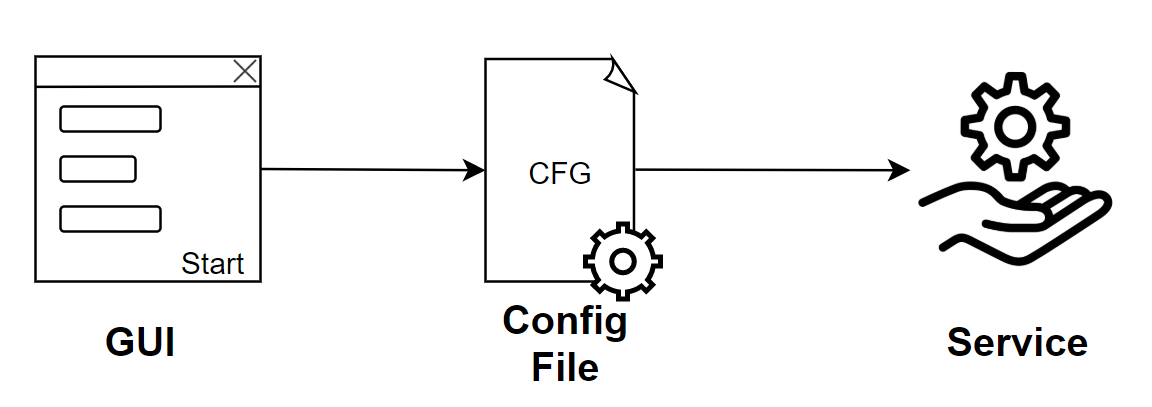 Start
GUI
CFG
Config
File
Service